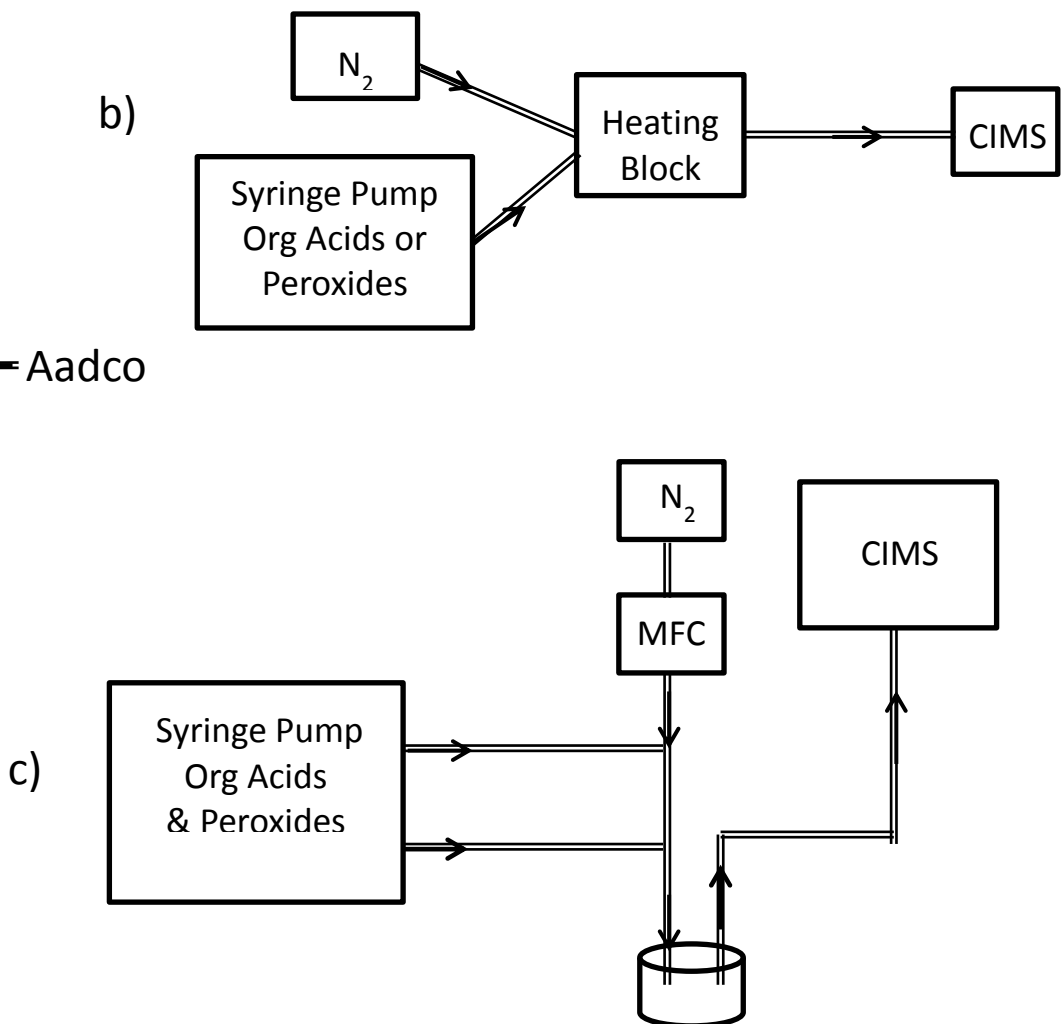 b)
N2
Syringe Pump
Org Acids or
Peroxides
Heating
Block
CIMS
Aadco
c)
Syringe Pump
Org Acids
& Peroxides
N2
MFC
CIMS